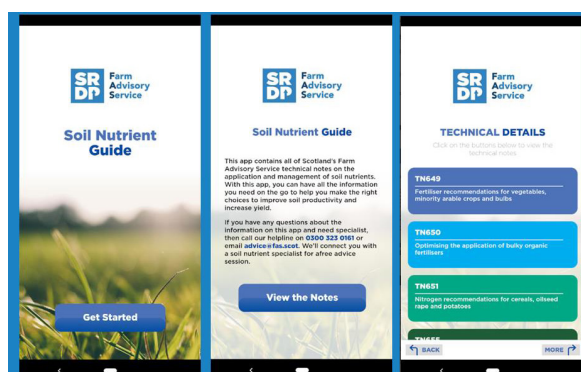 SRDP
Farm
Advisory
Service
Soil Nutrient
Guide
Get Started
SRDP
Farm
Advisory
Service
Soil Nutrient Guide
This app contains all of Scotland's Farm
Advisory Service technical notes on the
application and management of soil nutrients.
With this app, you can have all the information
you need on the go to help you make the right
choices to improve soil productivity and
increase yield.
If you have any questions about the
information on this app and need specialist,
then call our helpline on 0300 323 0161 or
email advice@fas.scot. We'll connect you with
a soil nutrient specialist for afree advice
session.
View the Notes
SRDP
Farm
Advisory
Service
TECHNICAL DETAILS
Click on the buttons below to view the
technical notes
TN649
Fertiliser recommendations for vegetables,
minority arable crops and bulbs
TN650
Optimising the application of bulky organic
fertilisers
TN651
Nitrogen recommendations for cereals, oilseed
rape and potatoes
BACK
MORE